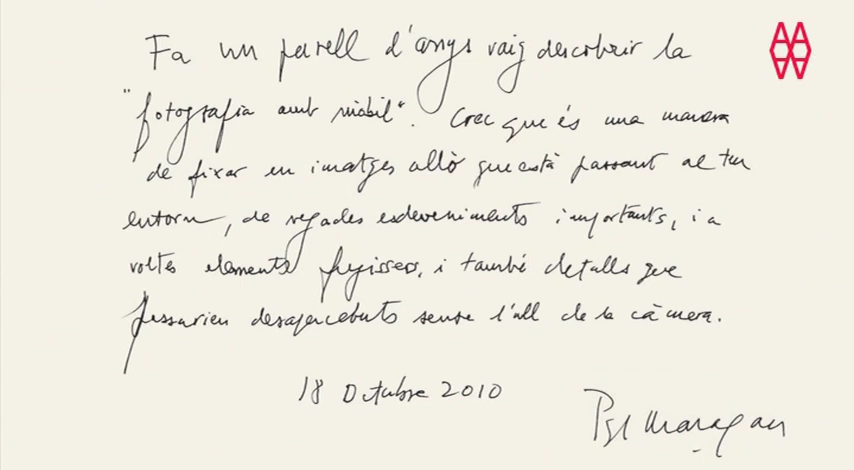 Fa un parell d'anys vaig descobrir la
"fotografia amb mòbil". Crec que és una manera
de fixar en imatges allò que està passant al teu
entorn, de vegades esdeveniments importants, i a
voltes elements fugissers, i també detalls que
passarien desapercebuts sense l'ull de la càmera.
18 Octubre 2010
Maragall